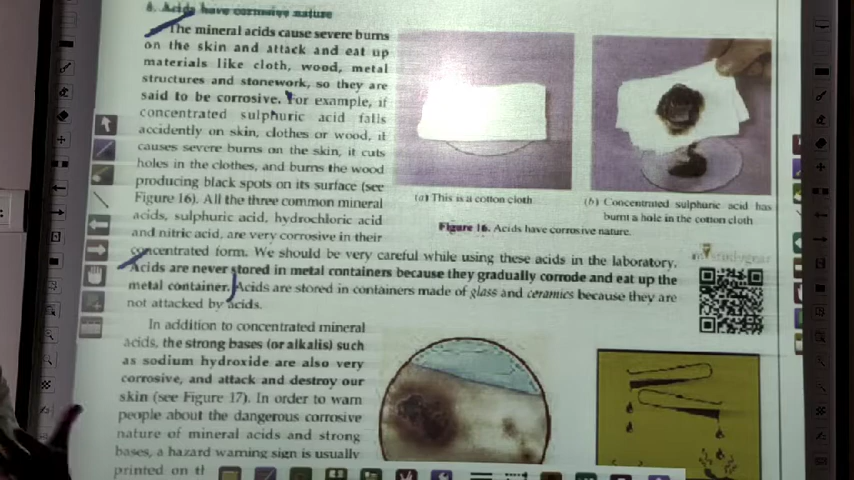 4. Acids have corrosive nature
The mineral acids cause severe burns
on the skin and attack and eat up
materials like cloth, wood, metal
structures and stonework, so they are
said to be corrosive. For example, if
concentrated sulphuric acid falls
accidently on skin, clothes or wood, it
causes severe burns on the skin, it cuts
holes in the clothes, and burns the wood
producing black spots on its surface (see
Figure 16). All the three common mineral
acids, sulphuric acid, hydrochloric acid
and nitric acid, are very corrosive in their
concentrated form. We should be very careful while using these acids in the laboratory.
Acids are never stored in metal containers because they gradually corrode and eat up the
metal container. Acids are stored in containers made of glass and ceramics because they are
not attacked by acids.
(a) This is a cotton cloth
(b) Concentrated sulphuric acid has
burnt a hole in the cotton cloth
Figure 16. Acids have corrosive nature.
In addition to concentrated mineral
acids, the strong bases (or alkalis) such
as sodium hydroxide are also very
corrosive, and attack and destroy our
skin (see Figure 17). In order to warn
people about the dangerous corrosive
nature of mineral acids and strong
bases, a hazard warning sign is usually
printed on th